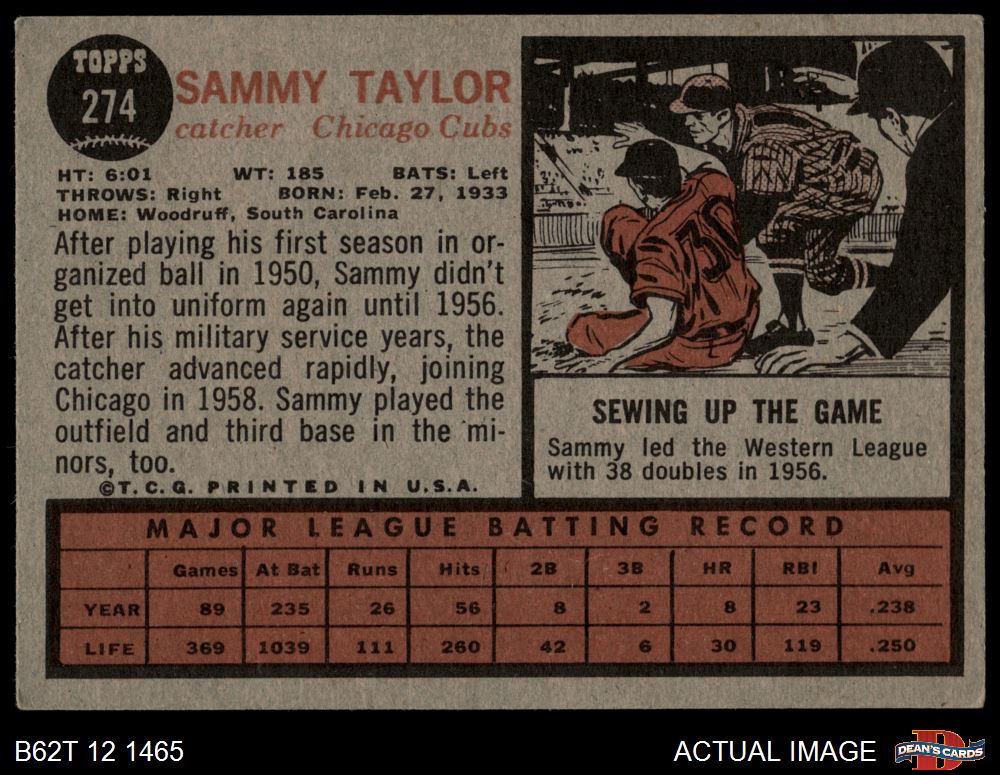 TOPPS
274
SAMMY TAYLOR
catcher Chicago Cubs
HT: 6:01 WT: 185 BATS: Left
THROWS: Right BORN: Feb. 27, 1933
HOME: Woodruff, South Carolina
After playing his first season in or-
ganized ball in 1950, Sammy didn't
get into uniform again until 1956.
After his military service years, the
catcher advanced rapidly, joining
Chicago in 1958. Sammy played the
outfield and third base in the mi-
nors, too.
©T.C.G. PRINTED IN U.S.A.
30
SEWING UP THE GAME
Sammy led the Western League
with 38 doubles in 1956.
MAJOR LEAGUE BATTING RECORD
Games At Bat Runs Hits 2B 3B HR RBI Avg
YEAR 89 235 26 56 8 2 8 23 .238
LIFE 369 1039 111 260 42 6 30 119 .250
B62T 12 1465
ACTUAL IMAGE
D
DEAN'S CARDS